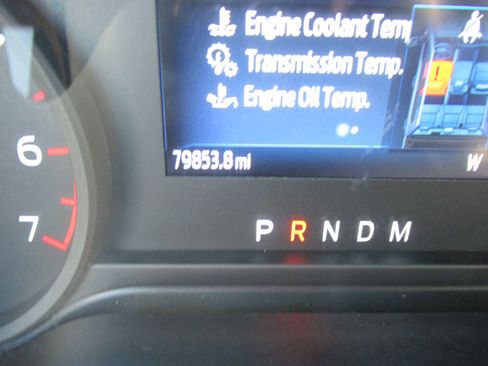 Engine Coolant Temp
Transmission Temp.
Engine Oil Temp.
79853.8 mi
W
6
7
P R N D M